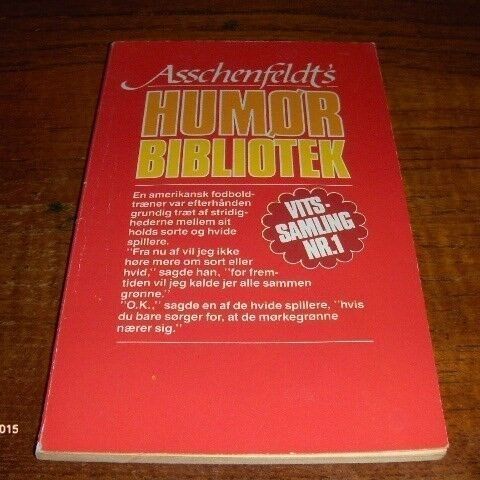 Asschenfeldt's
HUMØR
BIBLIOTEK
En amerikansk fodbold-
træner var efterhånden
grundig træt af stridig-
hederne mellem sit
holds sorte og hvide
spillere.
"Fra nu af vil jeg ikke
høre mere om sort eller
hvid," sagde han, "for frem-
tiden vil jeg kalde jer alle sammen
grønne."
"O.K.," sagde en af de hvide spillere, "hvis
du bare sørger for, at de mørkegrønne
nærer sig."
VITS-
SAMLING
NR.1
2015